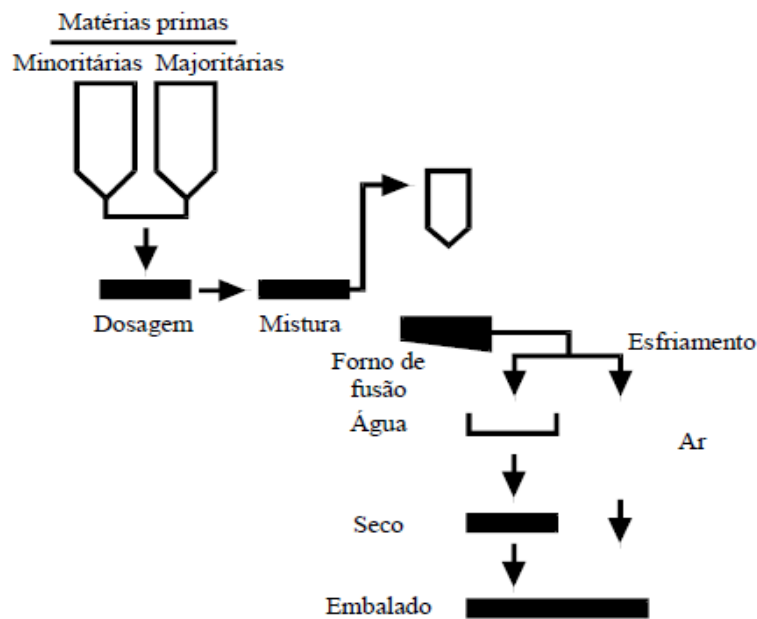 Matérias primas
Minoritárias Majoritárias
Dosagem
Mistura
Forno de
fusão
Esfriamento
Água
Ar
Seco
Embalado